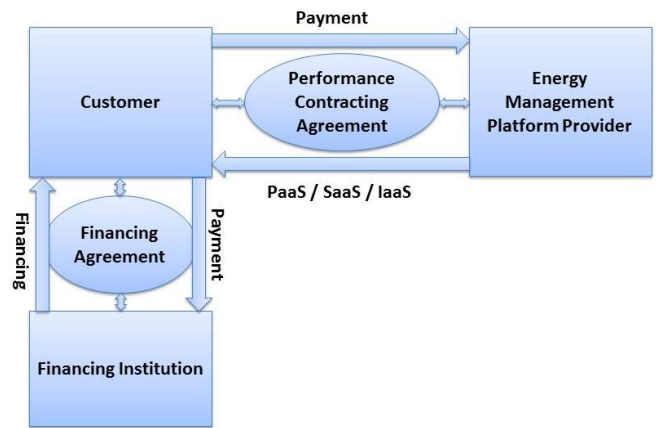 Payment
Customer
Performance
Contracting
Agreement
Energy
Management
Platform Provider
PaaS / SaaS / IaaS
Financing
Financing
Agreement
Payment
Financing Institution